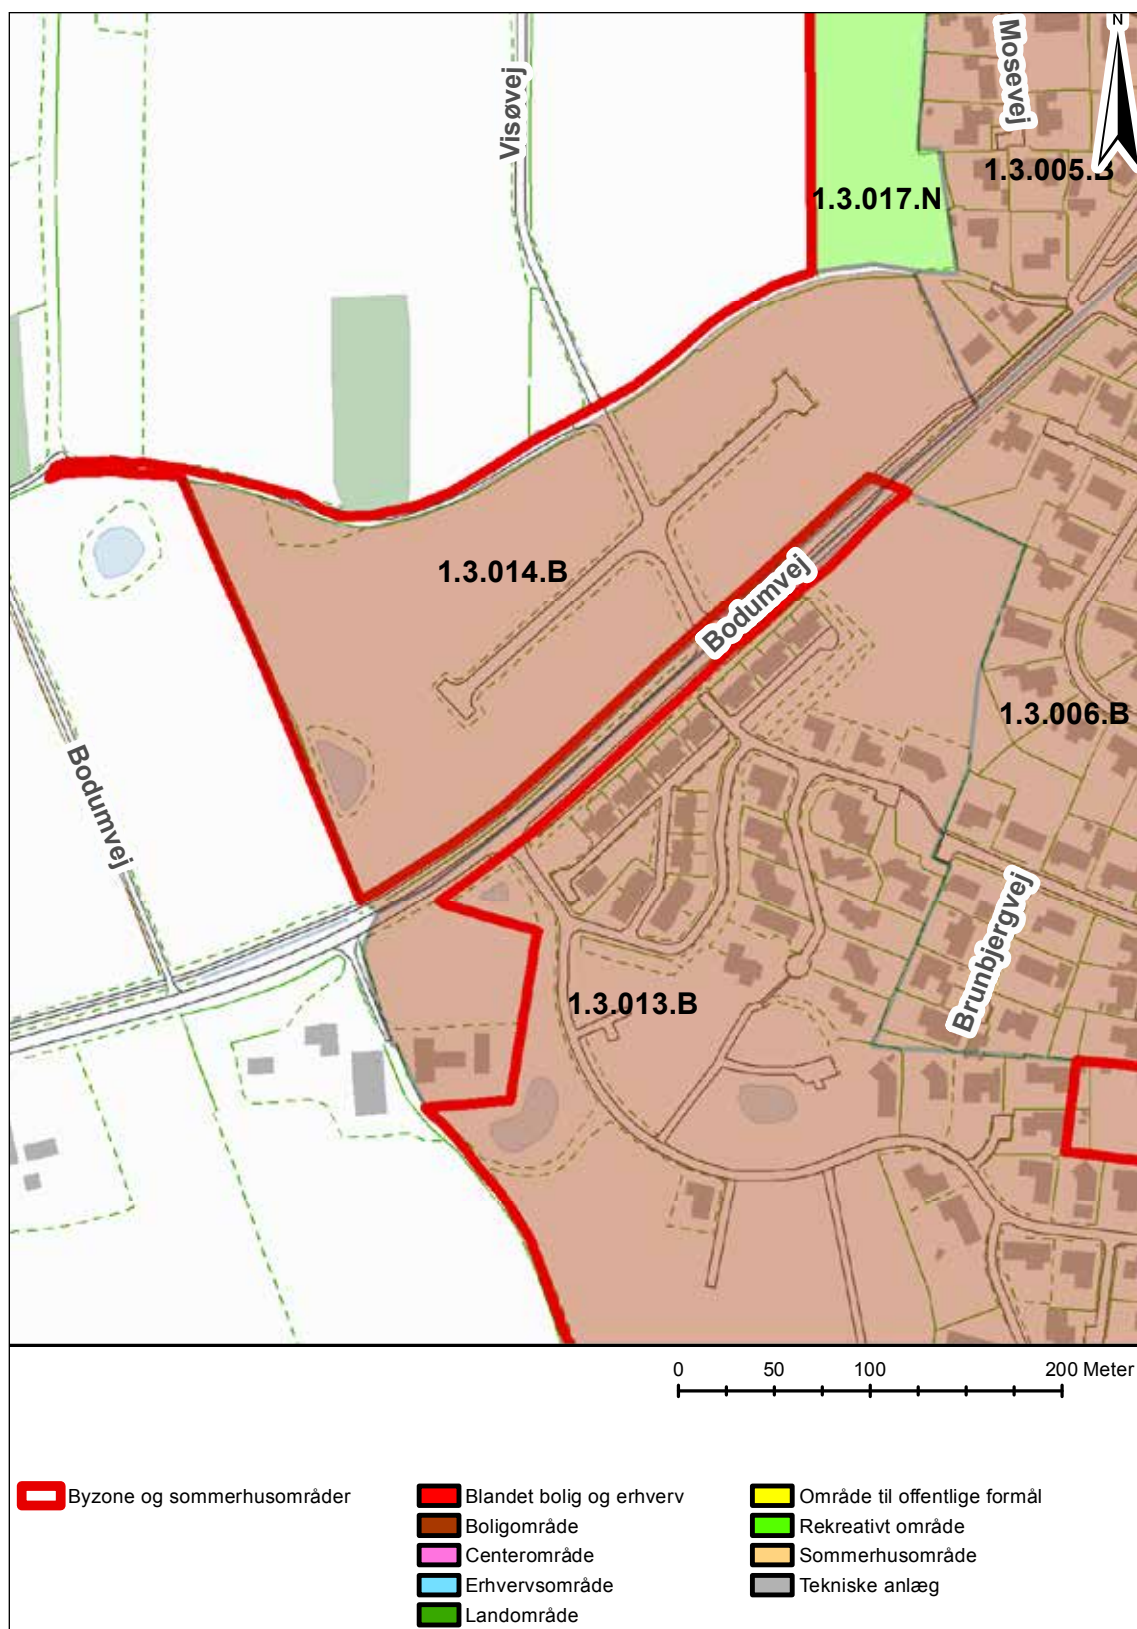 N
Mosevej
Visøvej
1.3.005.B
1.3.017.N
1.3.014.B
Bodumvej
1.3.006.B
Bodumvej
Brunbjergvej
1.3.013.B
0 50 100 200 Meter
Byzone og sommerhusområder
Blandet bolig og erhverv
Boligområde
Centerområde
Erhvervsområde
Landområde
Område til offentlige formål
Rekreativt område
Sommerhusområde
Tekniske anlæg